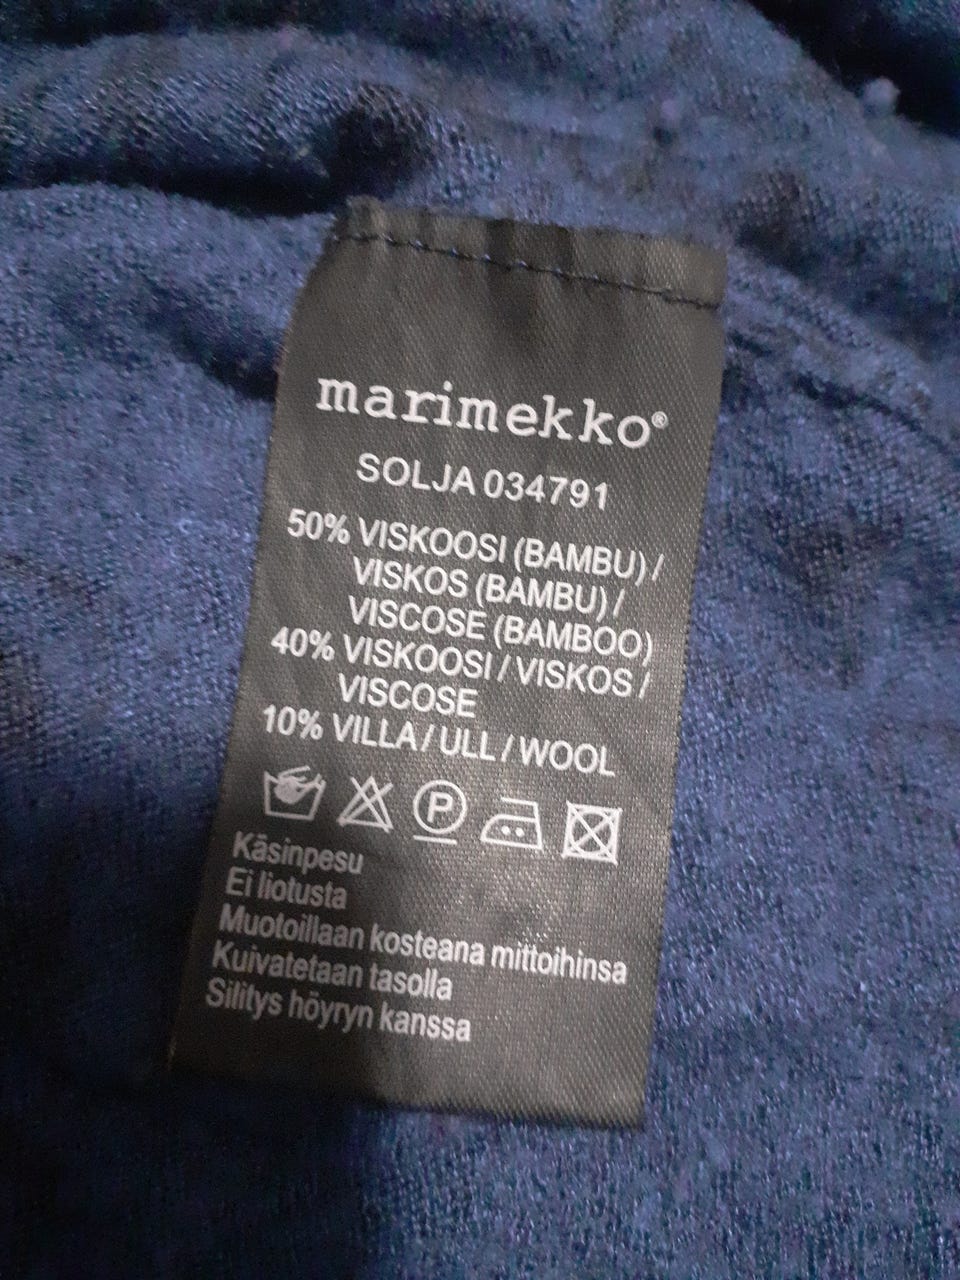 marimekko®
SOLJA 034791
50% VISKOOSI (BAMBU) /
VISKOS (BAMBU) /
VISCOSE (BAMBOO)
40% VISKOOSI / VISKOS /
VISCOSE
10% VILLA / ULL / WOOL
P
Käsinpesu
Ei liotusta
Muotoillaan kosteana mittoihinsa
Kuivatetaan tasolla
Silitys höyryn kanssa